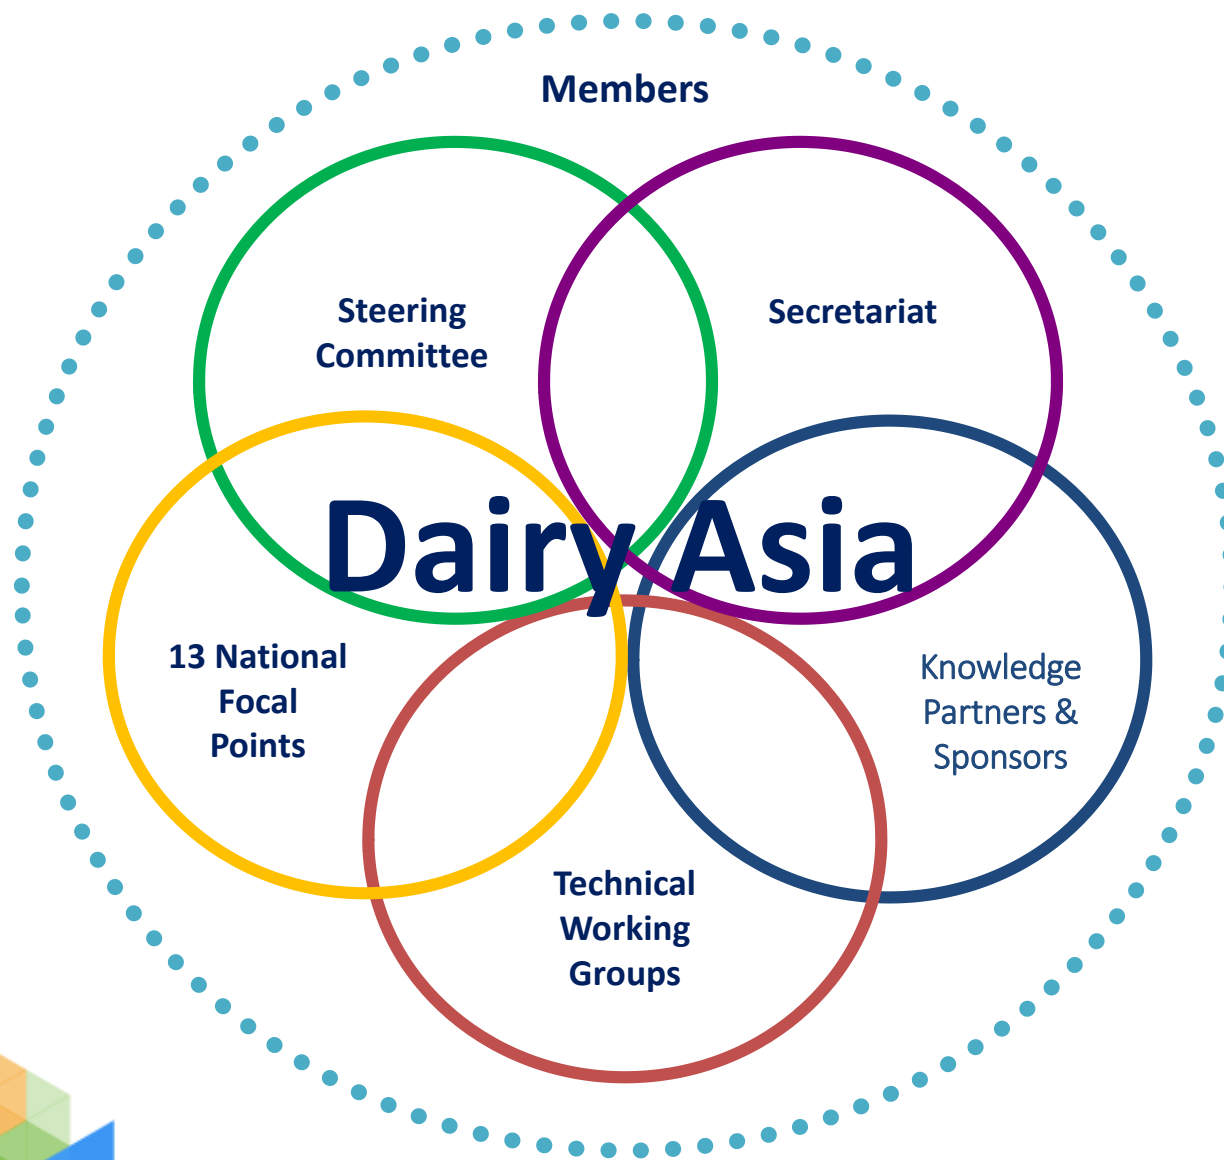 Members
Steering
Committee
Secretariat
Dairy Asia
13 National
Focal
Points
Knowledge
Partners &
Sponsors
Technical
Working
Groups